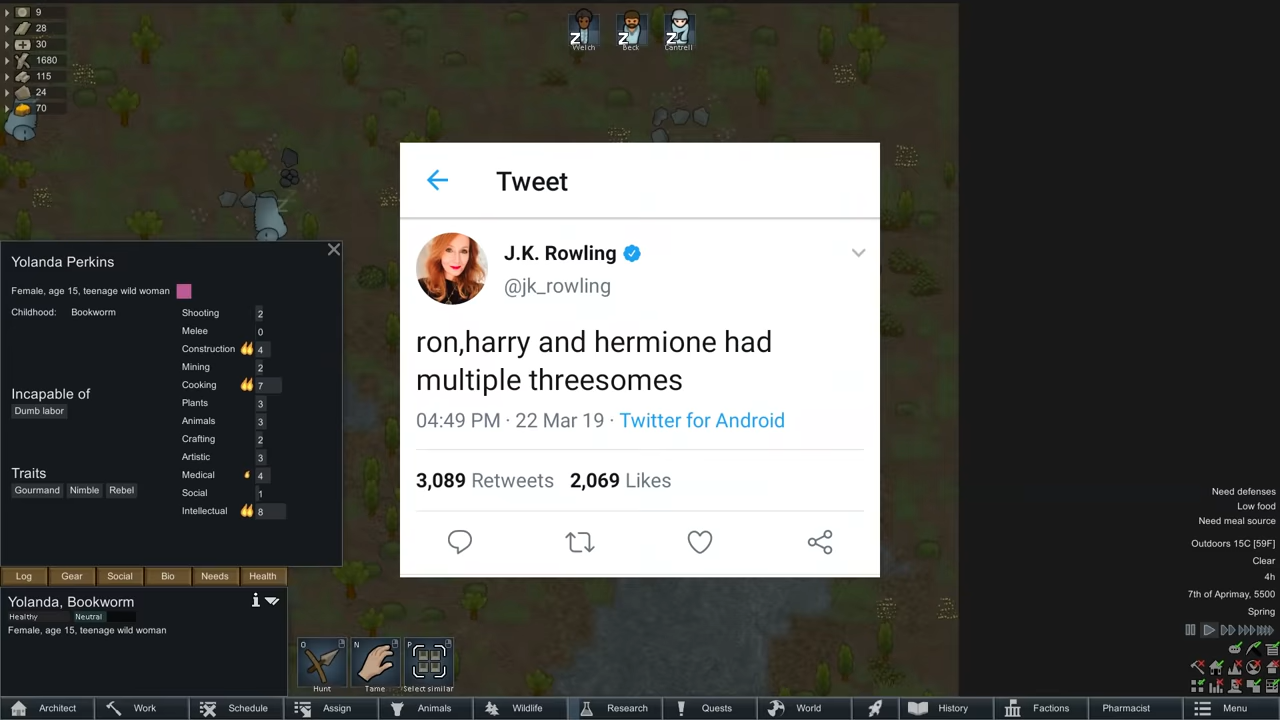 9
28
30
1680
115
24
70
Welch
Beck
Cantrell
Tweet
J.K. Rowling
@jk_rowling
ron,harry and hermione had
multiple threesomes
04:49 PM · 22 Mar 19 · Twitter for Android
3,089 Retweets 2,069 Likes
Yolanda Perkins
Female, age 15, teenage wild woman
Childhood: Bookworm
Incapable of
Dumb labor
Traits
Gourmand Nimble Rebel
Shooting 2
Melee 0
Construction 4
Mining 2
Cooking 7
Plants 3
Animals 3
Crafting 2
Artistic 3
Medical 4
Social 1
Intellectual 8
Log Gear Social Bio Needs Health
Yolanda, Bookworm
Healthy Neutral
Female, age 15, teenage wild woman
O
Hunt
N
Tame
P
Select similar
Need defenses
Low food
Need meal source
Outdoors 15C [59F]
Clear
4h
7th of Aprimay, 5500
Spring
Architect Work Schedule Assign Animals Wildlife Research Quests World History Factions Pharmacist Menu